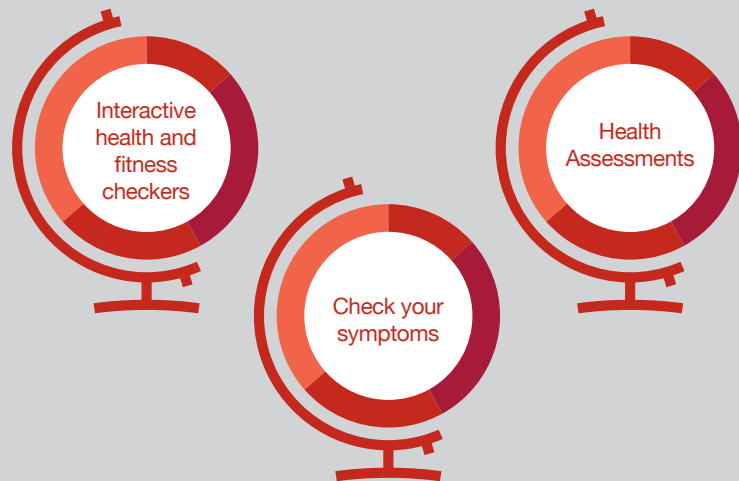 Interactive
health and
fitness
checkers
Health
Assessments
Check your
symptoms